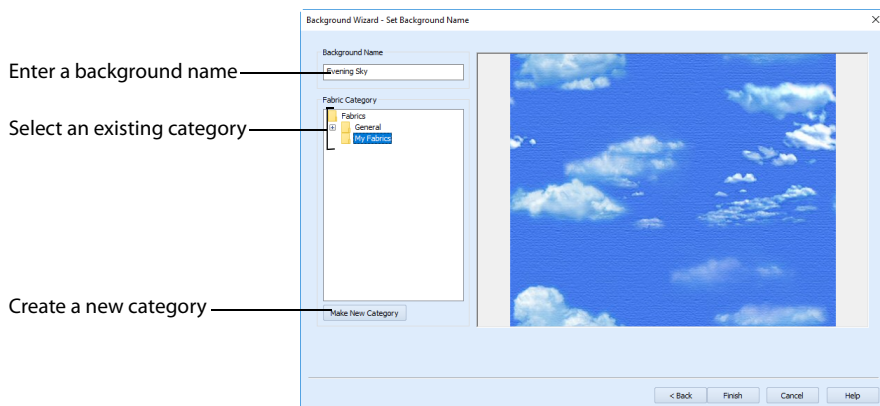 Background Wizard - Set Background Name
Background Name
Enter a background name
Evening Sky
Fabric Category
Fabrics
Select an existing category
General
My Fabrics
Create a new category
Make New Category
< Back
Finish
Cancel
Help